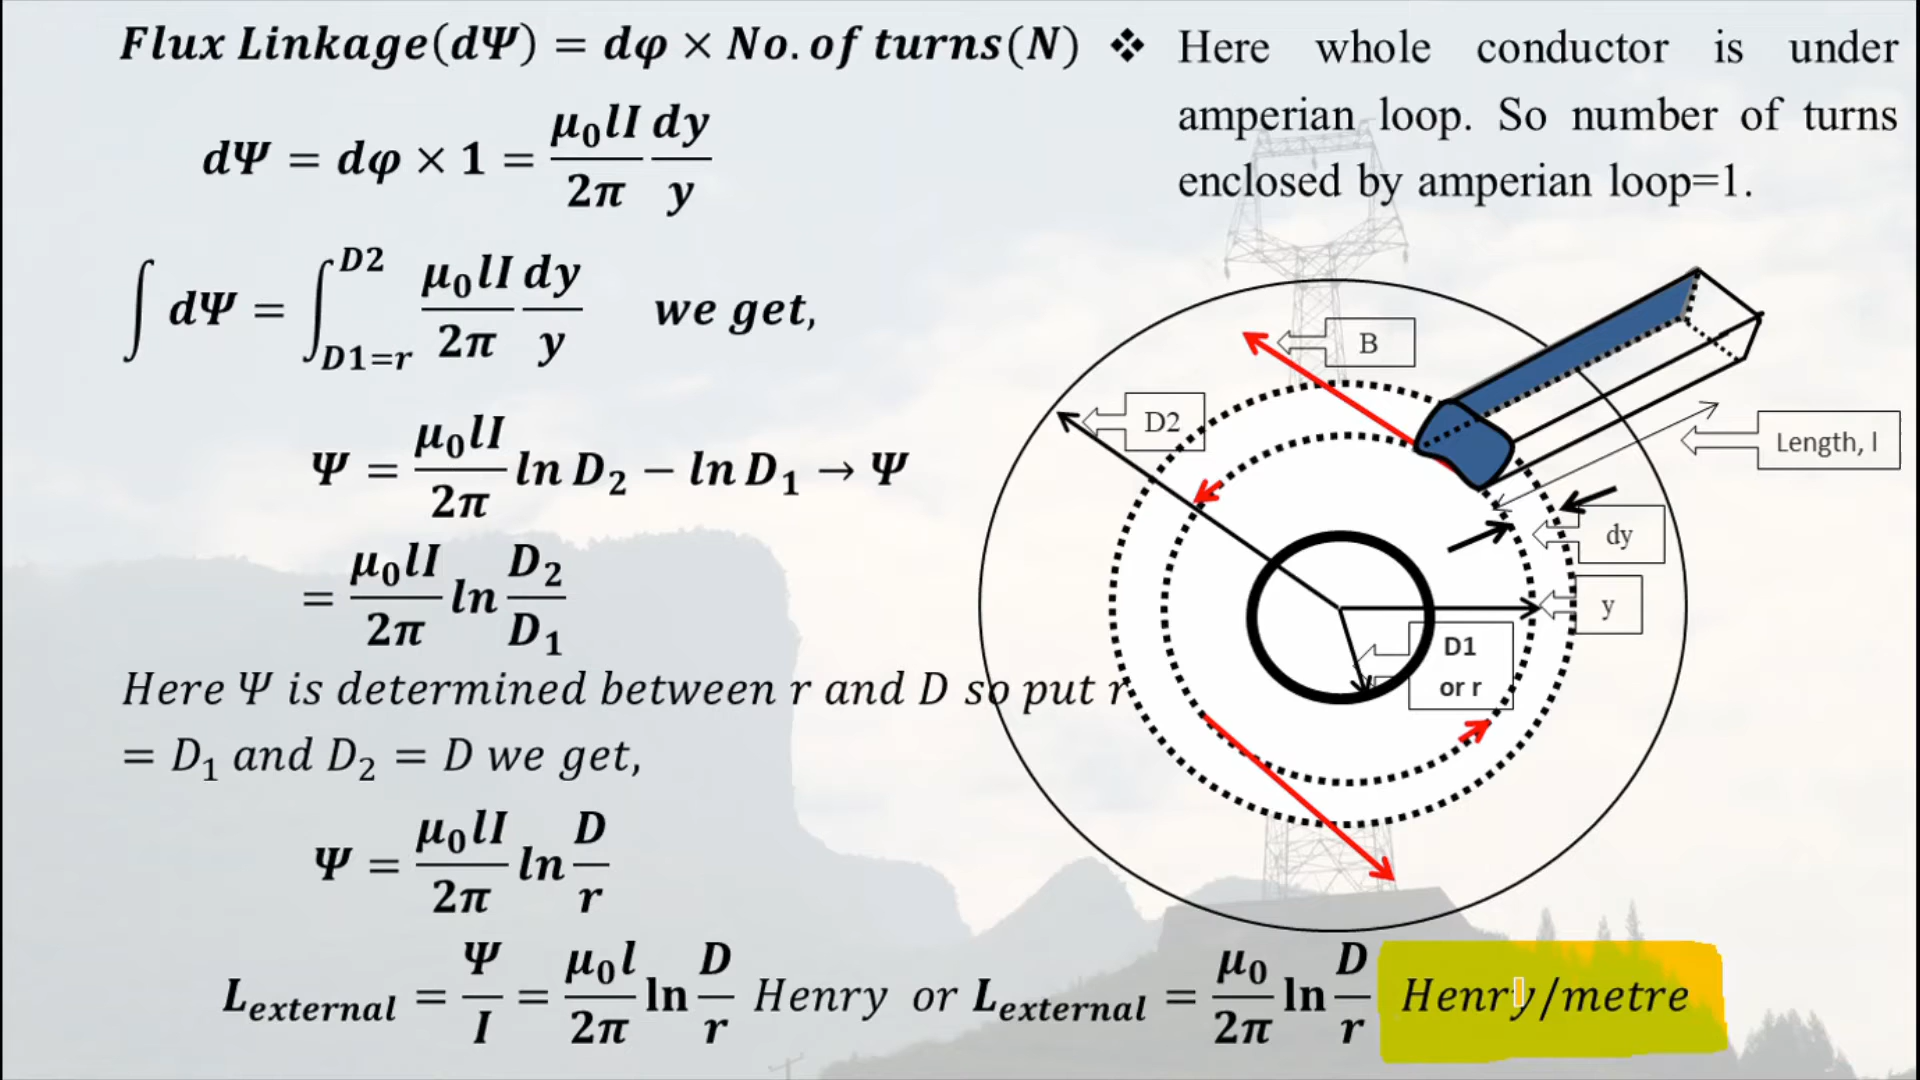 Flux Linkage(dΨ) = dφ × No. of turns(N)
dΨ = dφ × 1 = μ₀lI/2π dy/y
∫ dΨ = ∫_{D1=r}^{D2} μ₀lI/2π dy/y we get,
Ψ = μ₀lI/2π ln D₂ − ln D₁ → Ψ
= μ₀lI/2π ln D₂/D₁
Here Ψ is determined between r and D so put r
= D₁ and D₂ = D we get,
Ψ = μ₀lI/2π ln D/r
L_external = Ψ/I = μ₀l/2π ln D/r Henry or L_external = μ₀/2π ln D/r Henry/metre
❖ Here whole conductor is under
amperian loop. So number of turns
enclosed by amperian loop=1.
B
D2
Length, l
dy
y
D1
or r